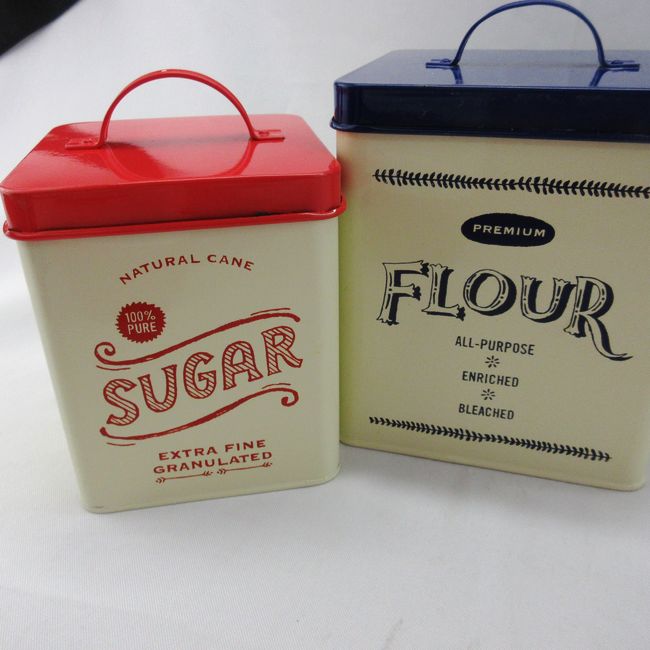 NATURAL CANE
100%
PURE
SUGAR
EXTRA FINE
GRANULATED
PREMIUM
FLOUR
ALL-PURPOSE
ENRICHED
BLEACHED